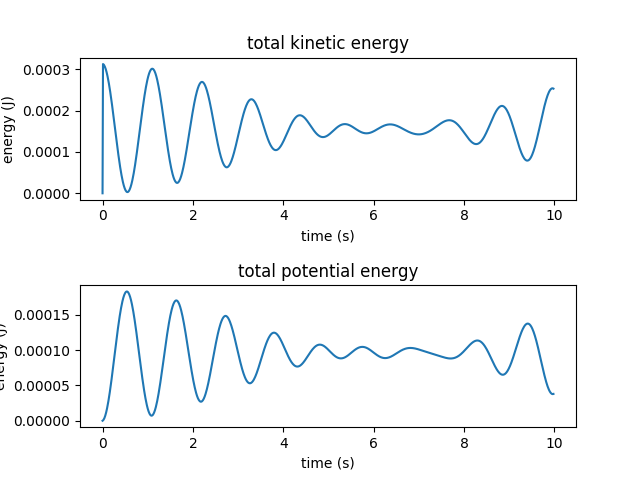 total kinetic energy
energy (J)
0.0003
0.0002
0.0001
0.0000
0 2 4 6 8 10
time (s)
total potential energy
energy (J)
0.00015
0.00010
0.00005
0.00000
0 2 4 6 8 10
time (s)